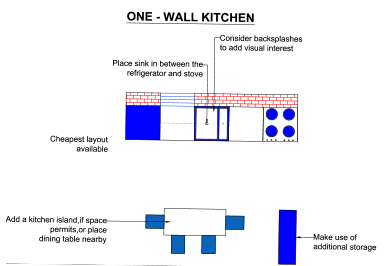 ONE - WALL KITCHEN
Consider backsplashes
to add visual interest
Place sink in between the
refrigerator and stove
Cheapest layout
available
Add a kitchen island,if space
permits,or place
dining table nearby
Make use of
additional storage